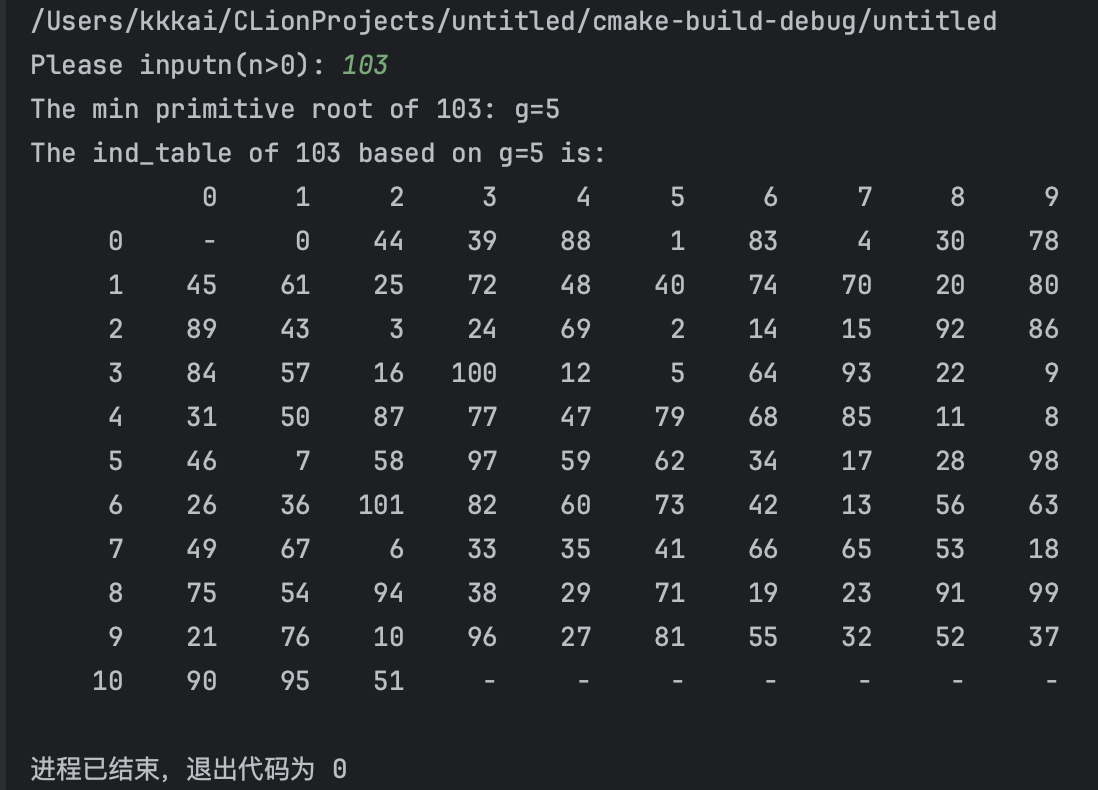 /Users/kkkai/CLionProjects/untitled/cmake-build-debug/untitled
Please inputn(n>0): 103
The min primitive root of 103: g=5
The ind_table of 103 based on g=5 is:
0 1 2 3 4 5 6 7 8 9
0 - 0 44 39 88 1 83 4 30 78
1 45 61 25 72 48 40 74 70 20 80
2 89 43 3 24 69 2 14 15 92 86
3 84 57 16 100 12 5 64 93 22 9
4 31 50 87 77 47 79 68 85 11 8
5 46 7 58 97 59 62 34 17 28 98
6 26 36 101 82 60 73 42 13 56 63
7 49 67 6 33 35 41 66 65 53 18
8 75 54 94 38 29 71 19 23 91 99
9 21 76 10 96 27 81 55 32 52 37
10 90 95 51 - - - - - - -
进程已结束，退出代码为 0